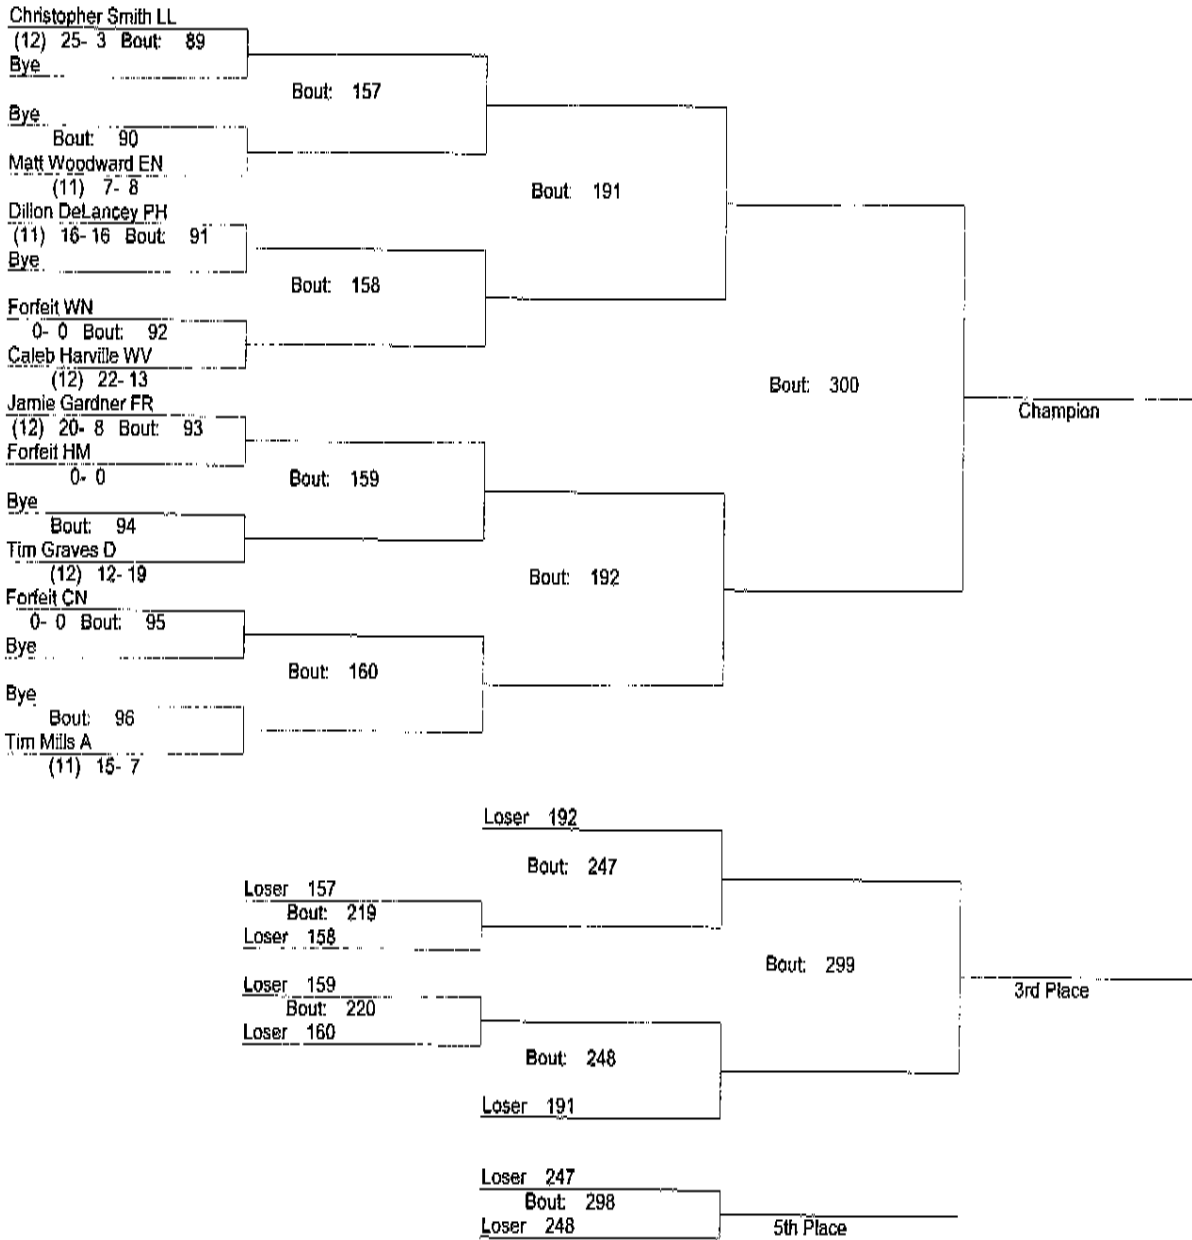 Christopher Smith LL
(12) 25- 3 Bout: 89
Bye
Bout: 157
Bye
Bout: 90
Matt Woodward EN
(11) 7- 8
Bout: 191
Dillon DeLancey PH
(11) 16- 16 Bout: 91
Bye
Bout: 158
Forfeit WN
0- 0 Bout: 92
Caleb Harville WV
(12) 22- 13
Bout: 300
Champion
Jamie Gardner FR
(12) 20- 8 Bout: 93
Forfeit HM
0- 0
Bout: 159
Bye
Bout: 94
Tim Graves D
(12) 12- 19
Bout: 192
Forfeit CN
0- 0 Bout: 95
Bye
Bout: 160
Bye
Bout: 96
Tim Mills A
(11) 15- 7
Loser 192
Bout: 247
Loser 157
Bout: 219
Loser 158
Bout: 299
3rd Place
Loser 159
Bout: 220
Loser 160
Bout: 248
Loser 191
Loser 247
Bout: 298
Loser 248
5th Place